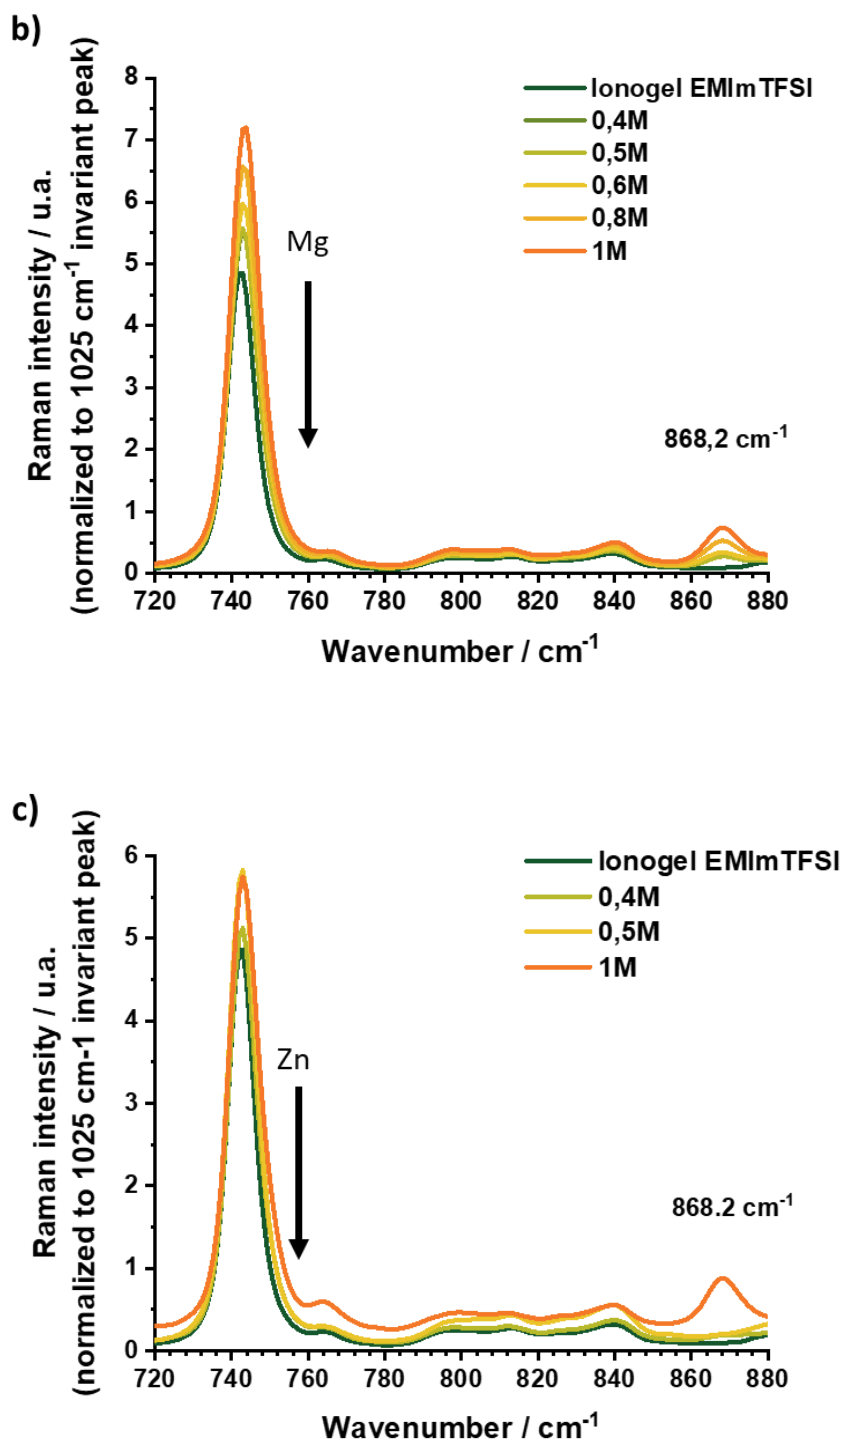 b)
Raman intensity / u.a.
(normalized to 1025 cm-1 invariant peak)
8
7
6
5
4
3
2
1
0
Ionogel EMImTFSI
0,4M
0,5M
0,6M
0,8M
1M
Mg
868,2 cm-1
720 740 760 780 800 820 840 860 880
Wavenumber / cm-1
c)
Raman intensity / u.a.
(normalized to 1025 cm-1 invariant peak)
6
5
4
3
2
1
0
Ionogel EMImTFSI
0,4M
0,5M
1M
Zn
868.2 cm-1
720 740 760 780 800 820 840 860 880
Wavenumber / cm-1